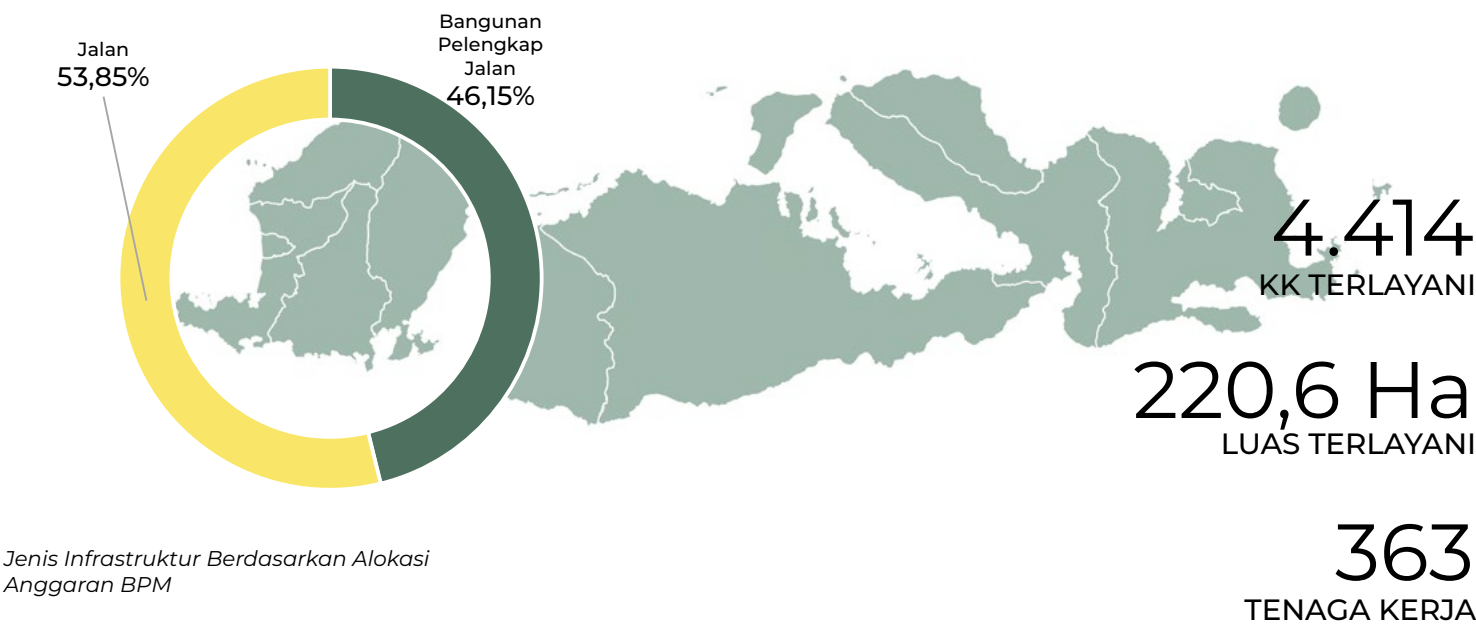 Jalan
53,85%
Bangunan
Pelengkap
Jalan
46,15%
4.414
KK TERLAYANI
220,6 Ha
LUAS TERLAYANI
363
TENAGA KERJA
Jenis Infrastruktur Berdasarkan Alokasi
Anggaran BPM